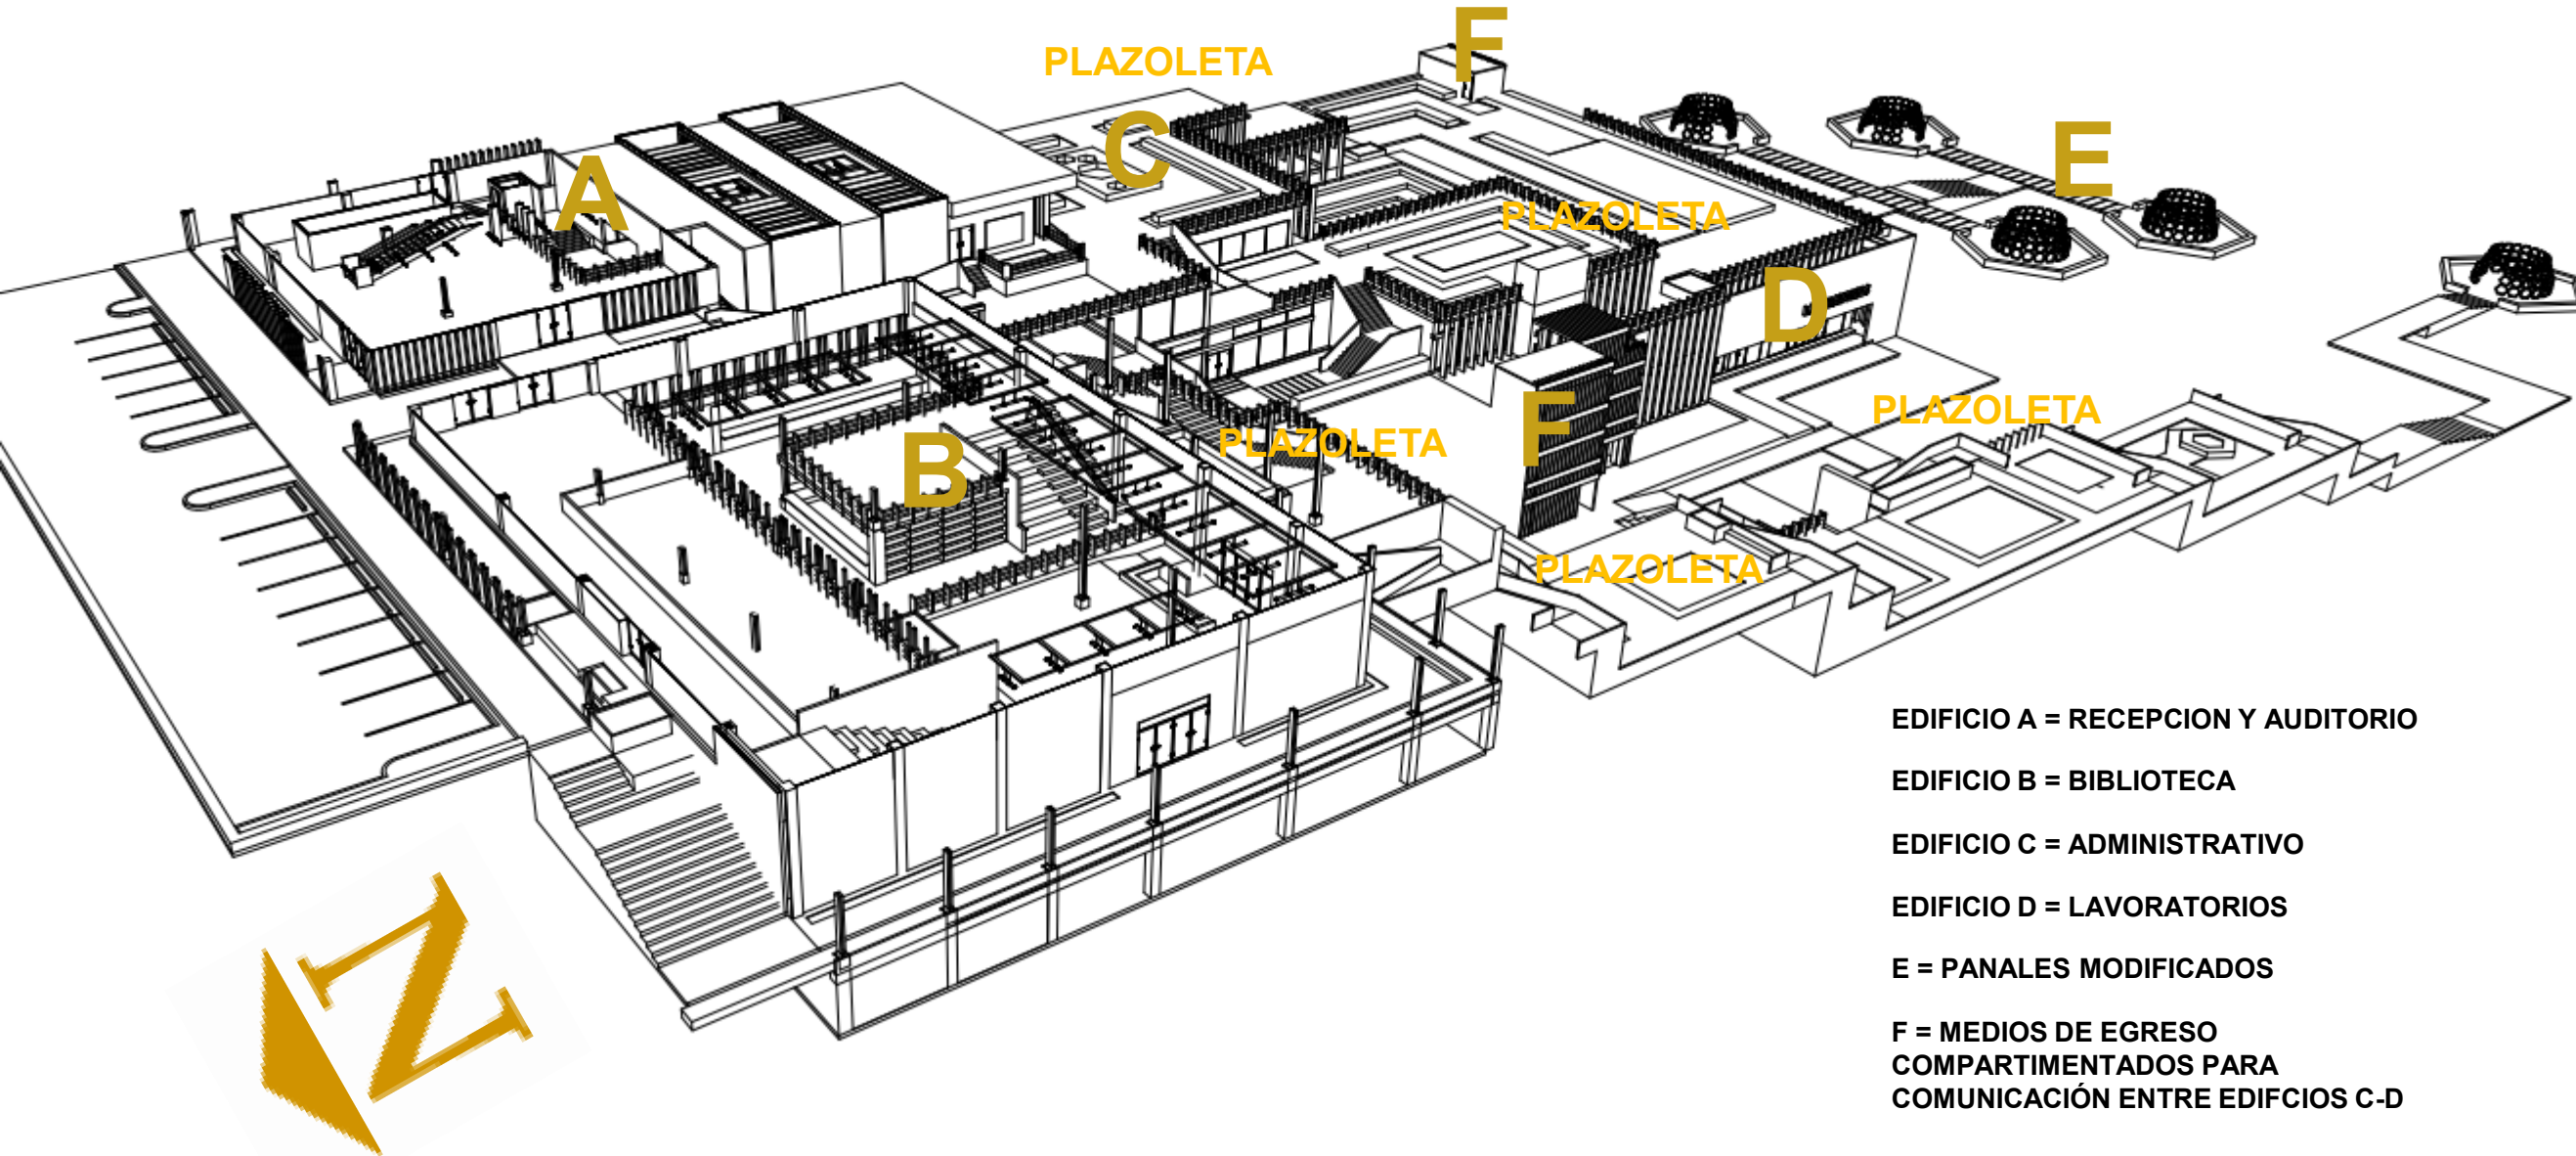 F
PLAZOLETA
C
E
A
PLAZOLETA
D
PLAZOLETA
F
PLAZOLETA
B
PLAZOLETA
EDIFICIO A = RECEPCION Y AUDITORIO
EDIFICIO B = BIBLIOTECA
EDIFICIO C = ADMINISTRATIVO
EDIFICIO D = LAVORATORIOS
E = PANALES MODIFICADOS
F = MEDIOS DE EGRESO
COMPARTIMENTADOS PARA
COMUNICACIÓN ENTRE EDIFCIOS C-D
N